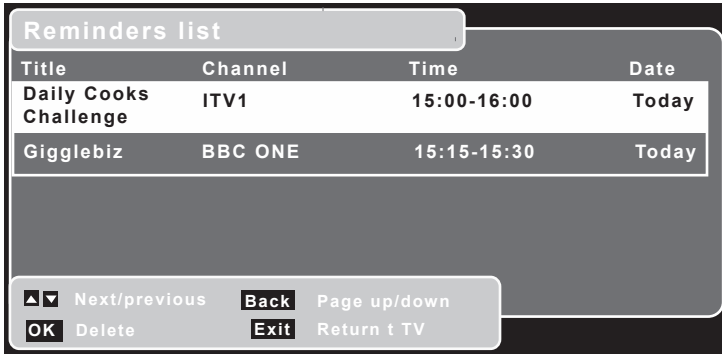 Reminders list
Title Channel Time Date
Daily Cooks Challenge ITV1 15:00-16:00 Today
Gigglebiz BBC ONE 15:15-15:30 Today
Next/previous Back Page up/down
OK Delete Exit Return t TV